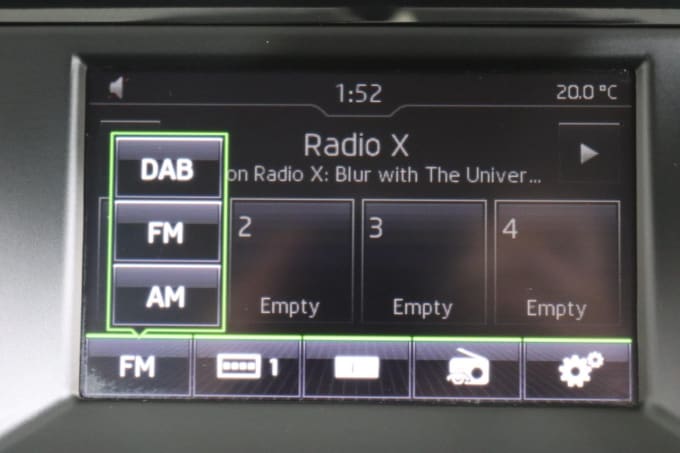 1:52
20.0 °C
Radio X
on Radio X: Blur with The Univer...
DAB
FM
AM
2
3
4
Empty
Empty
Empty
FM
1